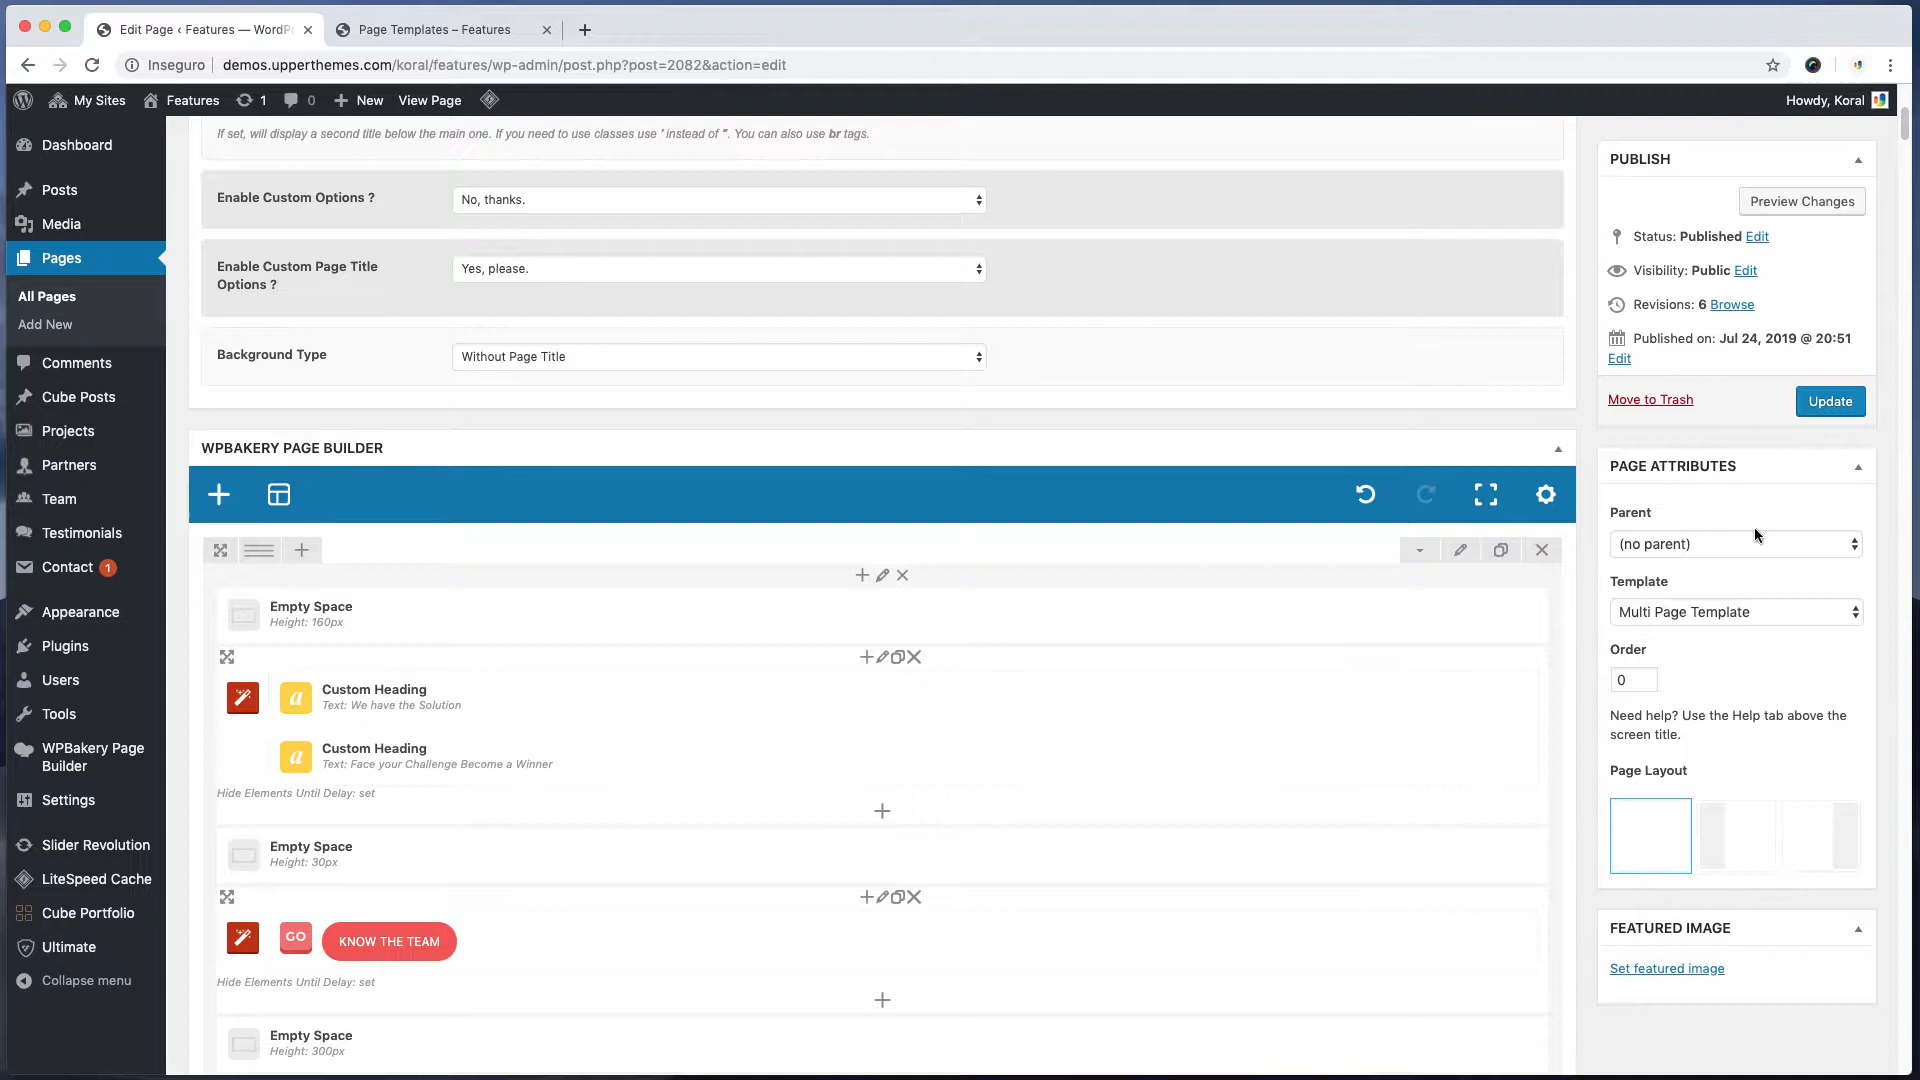 Edit Page ‹ Features — WordP
Page Templates – Features
Inseguro
demos.upperthemes.com/koral/features/wp-admin/post.php?post=2082&action=edit
My Sites
Features
1
0
New
View Page
Howdy, Koral
Dashboard
Posts
Media
Pages
All Pages
Add New
Comments
Cube Posts
Projects
Partners
Team
Testimonials
Contact 1
Appearance
Plugins
Users
Tools
WPBakery Page
Builder
Settings
Slider Revolution
LiteSpeed Cache
Cube Portfolio
Ultimate
Collapse menu
If set, will display a second title below the main one. If you need to use classes use ' instead of ". You can also use br tags.
Enable Custom Options ?
No, thanks.
Enable Custom Page Title
Options ?
Yes, please.
Background Type
Without Page Title
WPBAKERY PAGE BUILDER
Empty Space
Height: 160px
Custom Heading
Text: We have the Solution
Custom Heading
Text: Face your Challenge Become a Winner
Hide Elements Until Delay: set
Empty Space
Height: 30px
GO
KNOW THE TEAM
Hide Elements Until Delay: set
Empty Space
Height: 300px
PUBLISH
Preview Changes
Status: Published Edit
Visibility: Public Edit
Revisions: 6 Browse
Published on: Jul 24, 2019 @ 20:51
Edit
Move to Trash
Update
PAGE ATTRIBUTES
Parent
(no parent)
Template
Multi Page Template
Order
0
Need help? Use the Help tab above the
screen title.
Page Layout
FEATURED IMAGE
Set featured image